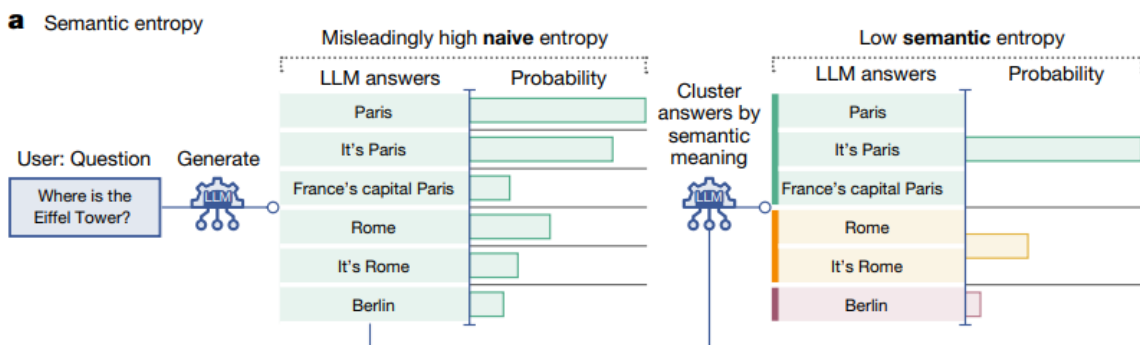 a Semantic entropy
Misleadingly high naive entropy
Low semantic entropy
LLM answers Probability
LLM answers Probability
User: Question
Generate
Cluster
answers by
semantic
meaning
Where is the
Eiffel Tower?
LLM
Paris
It's Paris
France's capital Paris
Rome
It's Rome
Berlin
LLM
Paris
It's Paris
France's capital Paris
Rome
It's Rome
Berlin